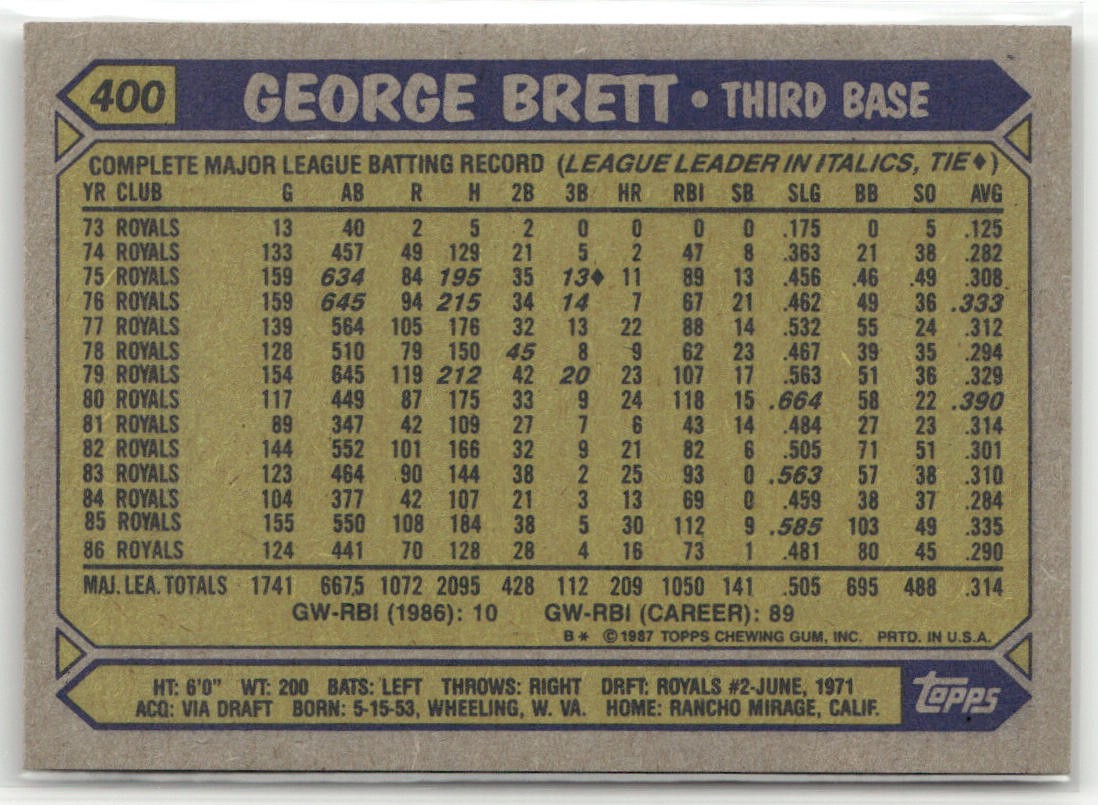 400 GEORGE BRETT • THIRD BASE
COMPLETE MAJOR LEAGUE BATTING RECORD (LEAGUE LEADER IN ITALICS, TIE♦)
YR CLUB G AB R H 2B 3B HR RBI SB SLG BB SO AVG
73 ROYALS 13 40 2 5 2 0 0 0 0 .175 0 5 .125
74 ROYALS 133 457 49 129 21 5 2 47 8 .363 21 38 .282
75 ROYALS 159 634 84 195 35 13♦ 11 89 13 .456 46 49 .308
76 ROYALS 159 645 94 215 34 14 7 67 21 .462 49 36 .333
77 ROYALS 139 564 105 176 32 13 22 88 14 .532 55 24 .312
78 ROYALS 128 510 79 150 45 8 9 62 23 .467 39 35 .294
79 ROYALS 154 645 119 212 42 20 23 107 17 .563 51 36 .329
80 ROYALS 117 449 87 175 33 9 24 118 15 .664 58 22 .390
81 ROYALS 89 347 42 109 27 7 6 43 14 .484 27 23 .314
82 ROYALS 144 552 101 166 32 9 21 82 6 .505 71 51 .301
83 ROYALS 123 464 90 144 38 2 25 93 0 .563 57 38 .310
84 ROYALS 104 377 42 107 21 3 13 69 0 .459 38 37 .284
85 ROYALS 155 550 108 184 38 5 30 112 9 .585 103 49 .335
86 ROYALS 124 441 70 128 28 4 16 73 1 .481 80 45 .290
MAJ. LEA. TOTALS 1741 6675 1072 2095 428 112 209 1050 141 .505 695 488 .314
GW-RBI (1986): 10 GW-RBI (CAREER): 89
B* ©1987 TOPPS CHEWING GUM, INC. PRTD. IN U.S.A.
HT: 6'0" WT: 200 BATS: LEFT THROWS: RIGHT DRFT: ROYALS #2-JUNE, 1971
ACQ: VIA DRAFT BORN: 5-15-53, WHEELING, W. VA. HOME: RANCHO MIRAGE, CALIF.
topps